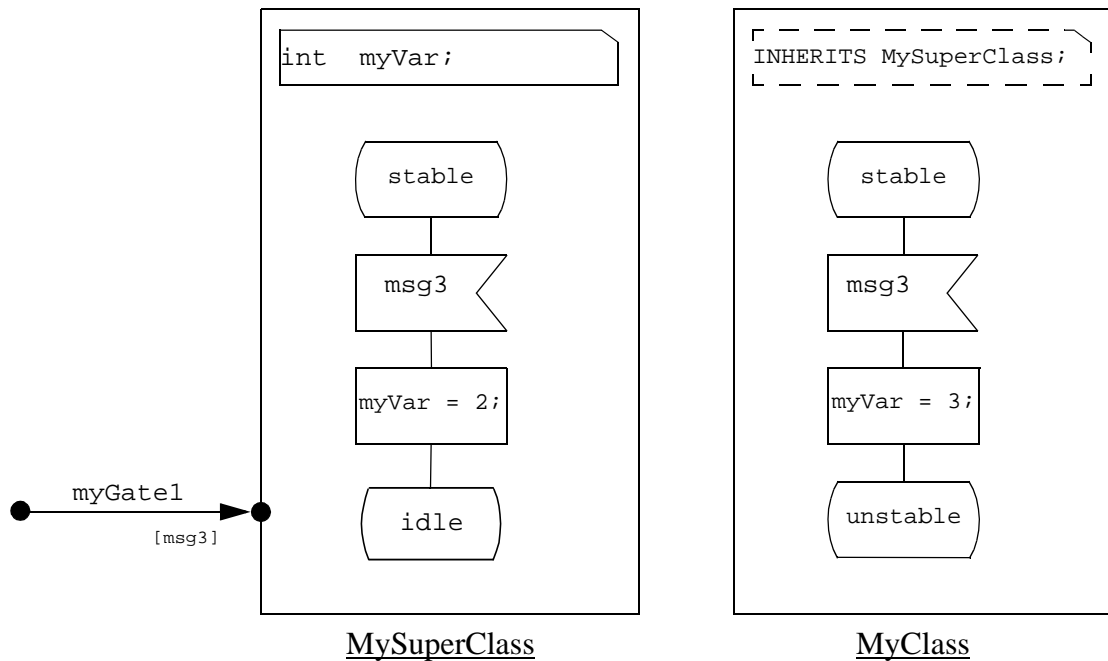 int  myVar;
stable
msg3
myVar = 2;
idle
myGate1
[msg3]
MySuperClass
INHERITS MySuperClass;
stable
msg3
myVar = 3;
unstable
MyClass